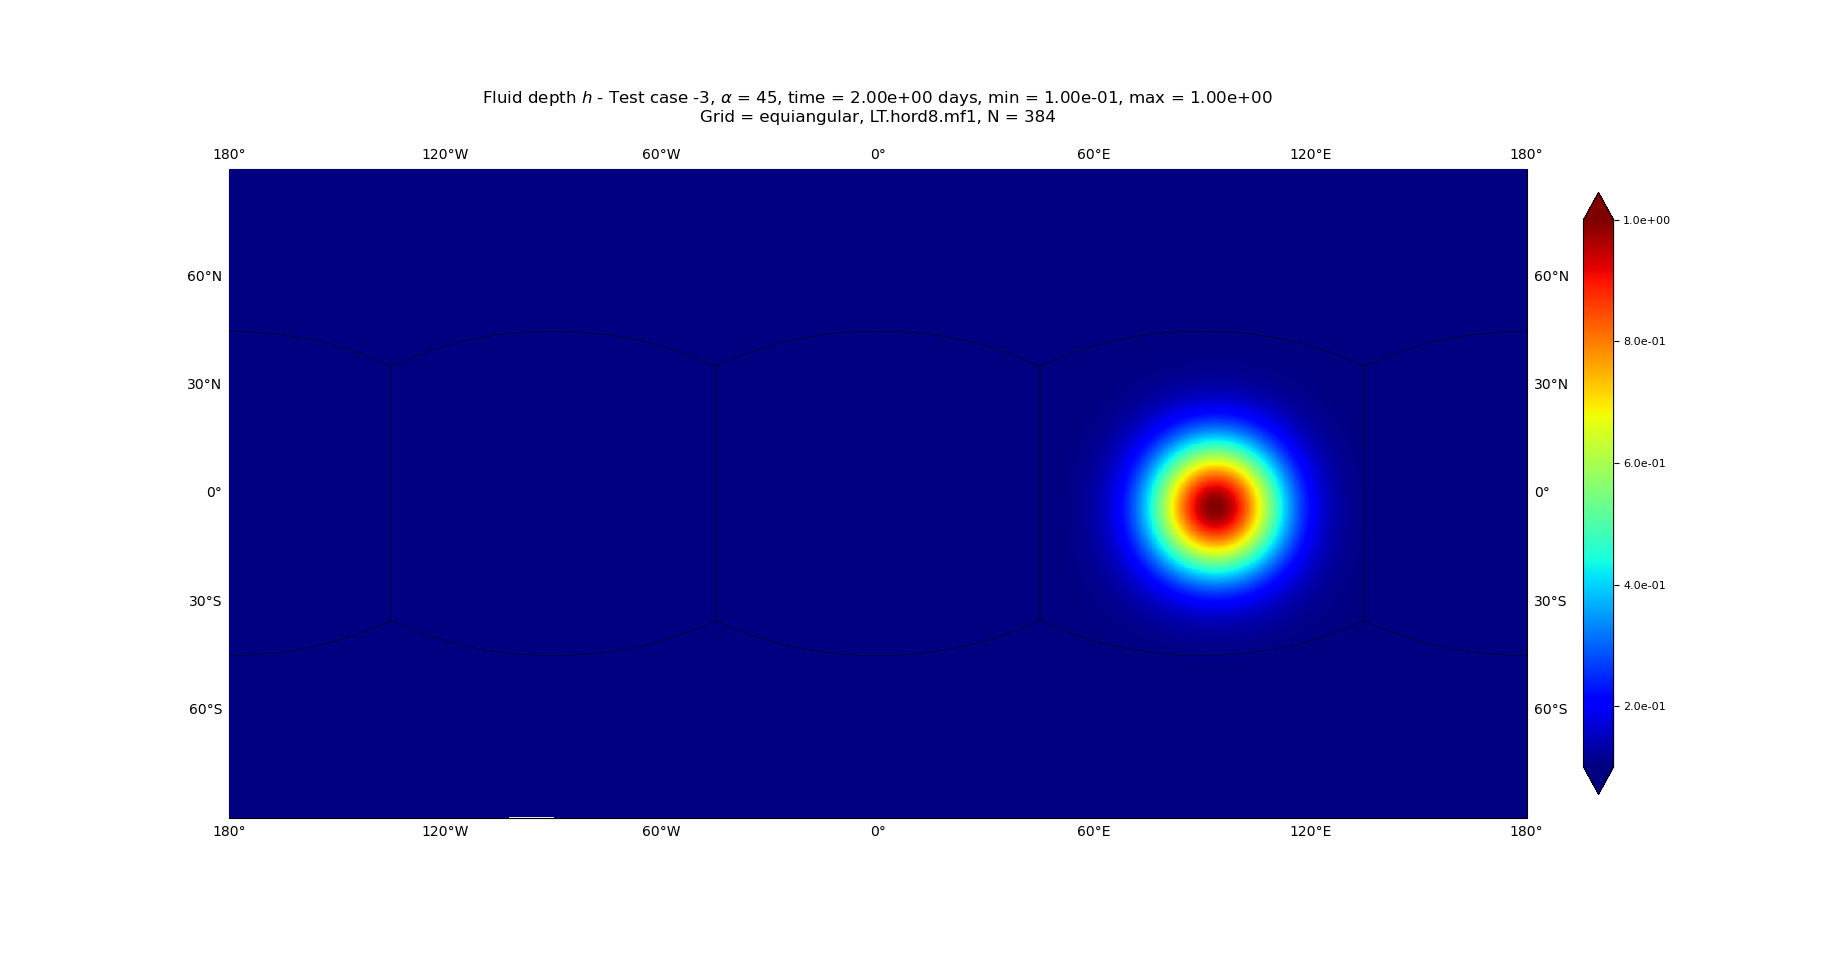 Fluid depth h - Test case -3, α = 45, time = 2.00e+00 days, min = 1.00e-01, max = 1.00e+00
Grid = equiangular, LT.hord8.mf1, N = 384
180° 120°W 60°W 0° 60°E 120°E 180°
60°N
30°N
0°
30°S
60°S
60°N
30°N
0°
30°S
60°S
1.0e+00
8.0e-01
6.0e-01
4.0e-01
2.0e-01
180° 120°W 60°W 0° 60°E 120°E 180°